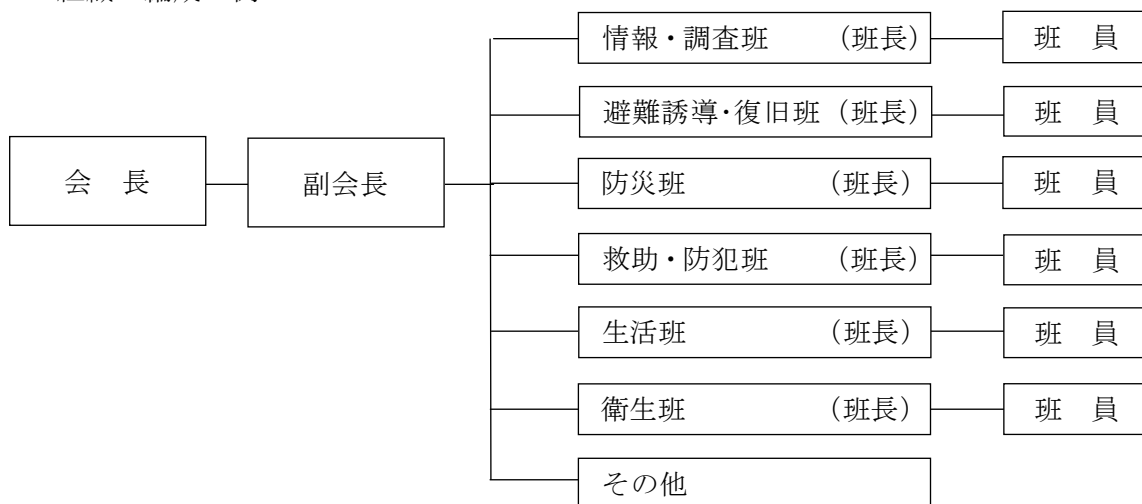 情報・調査班 （班長） 班 員
避難誘導・復旧班 （班長） 班 員
会 長 副会長 防災班 （班長） 班 員
救助・防犯班 （班長） 班 員
生活班 （班長） 班 員
衛生班 （班長） 班 員
その他